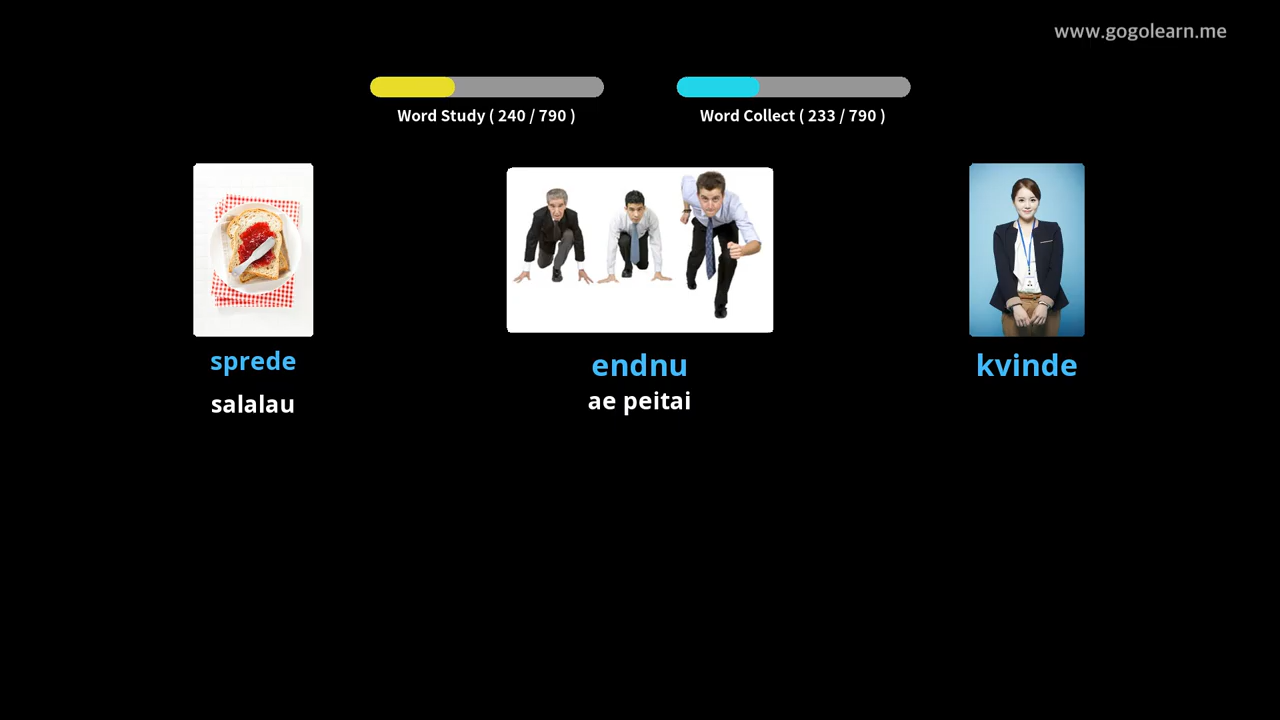 www.gogolearn.me
Word Study ( 240 / 790 )
Word Collect ( 233 / 790 )
sprede
endnu
kvinde
salalau
ae peitai